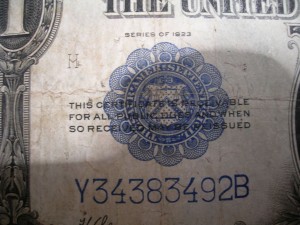 THE UNITED
SERIES OF 1923
H
THIS CERTIFICATE IS RECEIVABLE
FOR ALL PUBLIC DUES AND WHEN
SO RECEIVED MAY BE REISSUED
Y34383492B